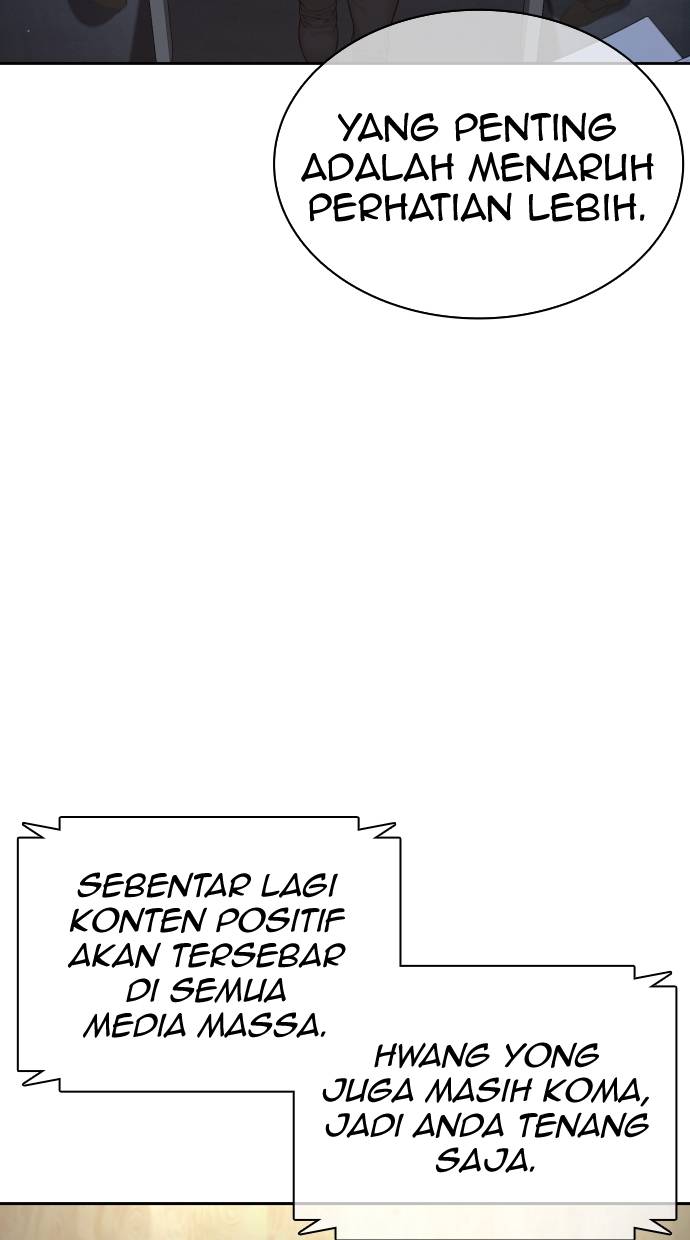 YANG PENTING
ADALAH MENARUH
PERHATIAN LEBIH.
SEBENTAR LAGI
KONTEN POSITIF
AKAN TERSEBAR
DI SEMUA
MEDIA MASSA.
HWANG YONG
JUGA MASIH KOMA,
JADI ANDA TENANG
SAJA.